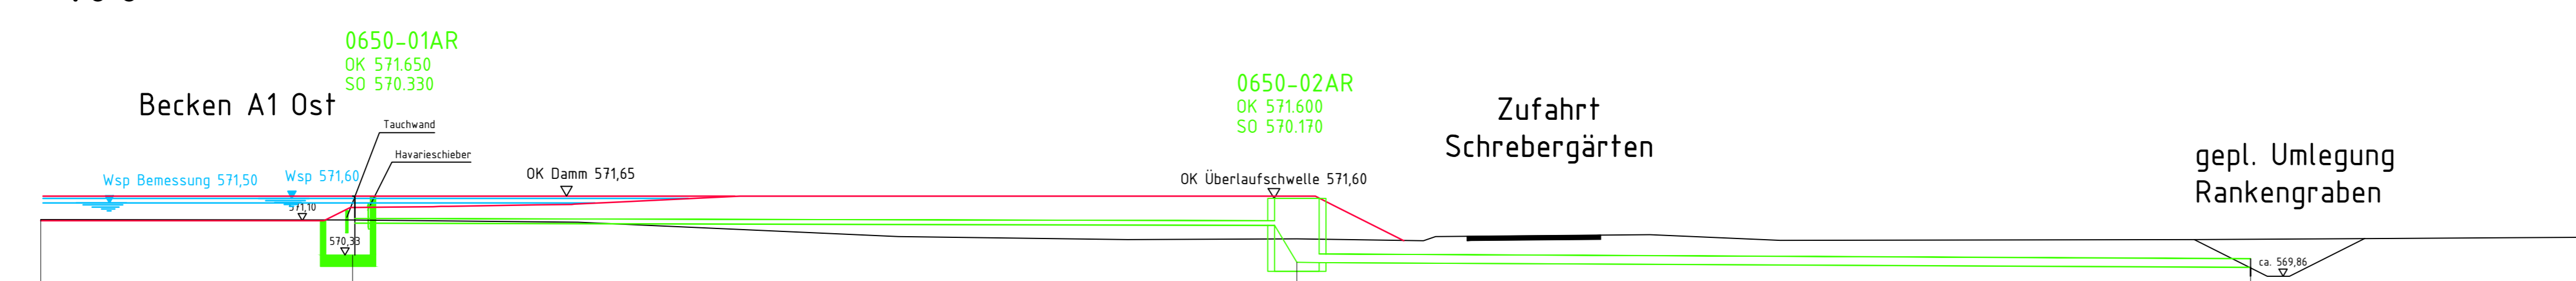 0650-01AR
OK 571.650
SO 570.330
Becken A1 Ost
Tauchwand
Havarieschieber
Wsp Bemessung 571,50
Wsp 571,60
571,10
570,33
OK Damm 571,65
0650-02AR
OK 571.600
SO 570.170
OK Überlaufschwelle 571,60
Zufahrt
Schrebergärten
gepl. Umlegung
Rankengraben
ca. 569,86